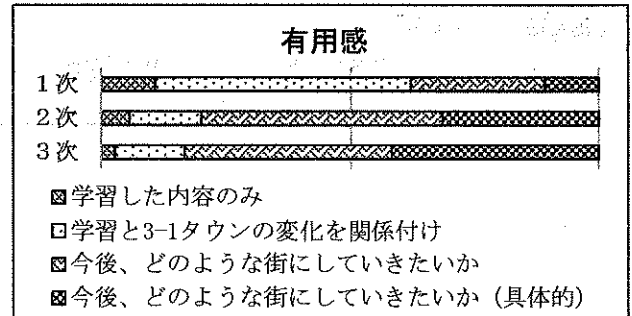 有用感
1次
2次
3次
学習した内容のみ
学習と3-1タウンの変化を関係付け
今後、どのような街にしていきたいか
今後、どのような街にしていきたいか（具体的）